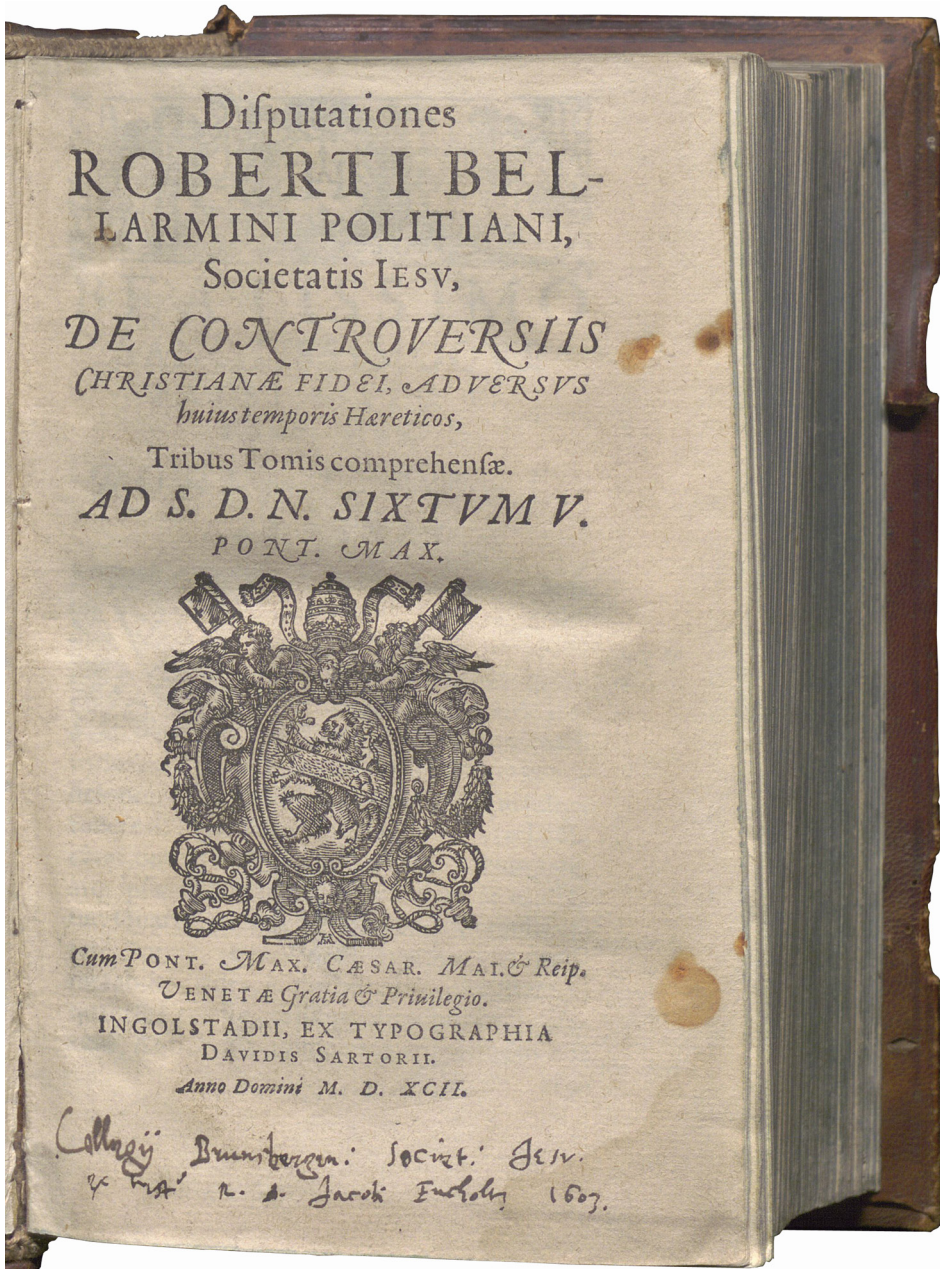 Diſputationes
ROBERTI BEL-
LARMINI POLITIANI,
Societatis IESV,
DE CONTROVERSIIS
CHRISTIANÆ FIDEI, ADVERSVS
huius temporis Hæreticos,
Tribus Tomis comprehenſæ.
AD S. D. N. SIXTVM V.
PONT. MAX.
Cum PONT. MAX. CÆSAR. MAI. & Reip.
VENETÆ Gratia & Priuilegio.
INGOLSTADII, EX TYPOGRAPHIA
DAVIDIS SARTORII.
Anno Domini M. D. XCII.
Collegij Brunsbergen: Societ: Jesu.
R. D. Jacobi 1603.